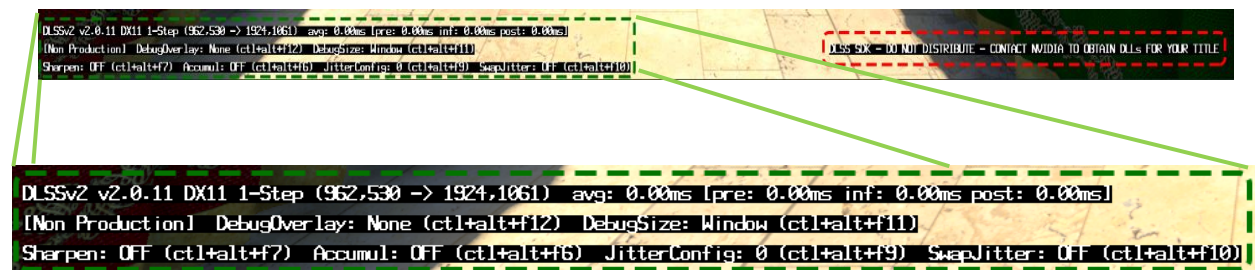 DLSSv2 v2.0.11 DX11 1-Step (962,530 -> 1924,1061) avg: 0.00ms [pre: 0.00ms inf: 0.00ms post: 0.00ms]
[Non Production] DebugOverlay: None (ctl+alt+f12) DebugSize: Window (ctl+alt+f11)
DLSS SDK - DO NOT DISTRIBUTE - CONTACT NVIDIA TO OBTAIN DLLs FOR YOUR TITLE
Sharpen: OFF (ctl+alt+f7) Accumul: OFF (ctl+alt+f6) JitterConfig: 0 (ctl+alt+f9) SwapJitter: OFF (ctl+alt+f10)
DLSSv2 v2.0.11 DX11 1-Step (962,530 -> 1924,1061) avg: 0.00ms [pre: 0.00ms inf: 0.00ms post: 0.00ms]
[Non Production] DebugOverlay: None (ctl+alt+f12) DebugSize: Window (ctl+alt+f11)
Sharpen: OFF (ctl+alt+f7) Accumul: OFF (ctl+alt+f6) JitterConfig: 0 (ctl+alt+f9) SwapJitter: OFF (ctl+alt+f10)